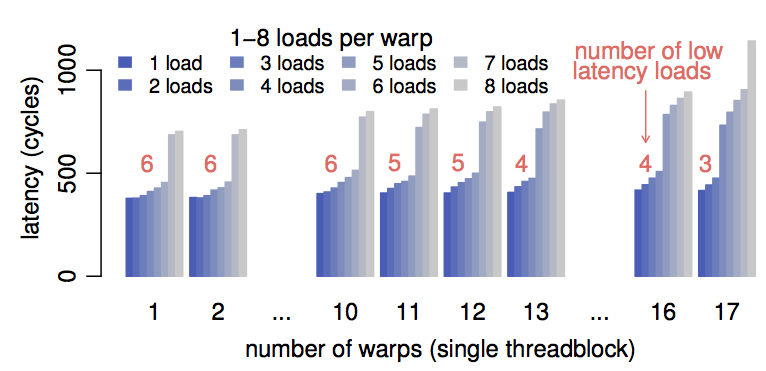 1−8 loads per warp
1 load 3 loads 5 loads 7 loads
2 loads 4 loads 6 loads 8 loads
number of low
latency loads
latency (cycles)
1000
500
0
6 6 6 5 5 4 4 3
1 2 ... 10 11 12 13 ... 16 17
number of warps (single threadblock)